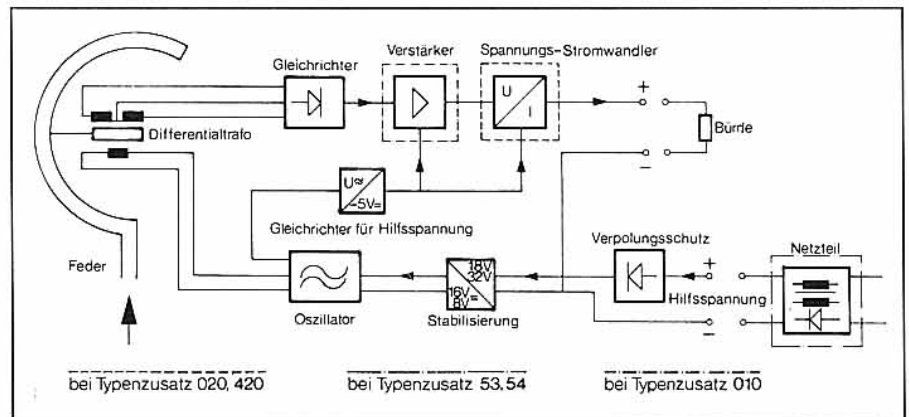 Verstärker
Spannungs-Stromwandler
Gleichrichter
U
I
+
Bürde
Differentialtrafo
−
U≈
−5V=
Gleichrichter für Hilfsspannung
Verpolungsschutz
Netzteil
Feder
18V
32V
16V
8V=
+
Hilfsspannung
Oszillator
Stabilisierung
−
bei Typenzusatz 020, 420
bei Typenzusatz 53.54
bei Typenzusatz 010